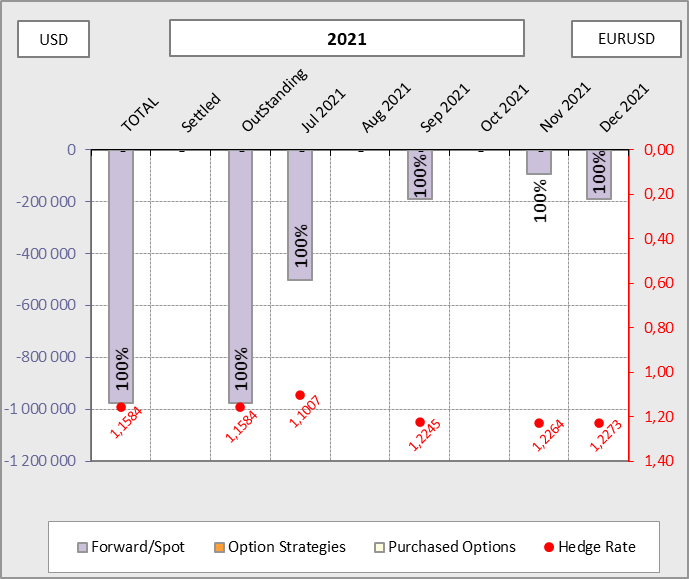 USD
2021
EURUSD
TOTAL
Settled
OutStanding
Jul 2021
Aug 2021
Sep 2021
Oct 2021
Nov 2021
Dec 2021
0
-200 000
-400 000
-600 000
-800 000
-1 000 000
-1 200 000
100%
100%
100%
100%
100%
100%
1,1584
1,1584
1,1007
1,2245
1,2264
1,2273
0,00
0,20
0,40
0,60
0,80
1,00
1,20
1,40
Forward/Spot
Option Strategies
Purchased Options
Hedge Rate